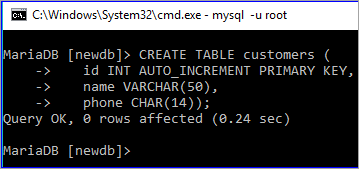 C:\Windows\System32\cmd.exe - mysql -u root
MariaDB [newdb]> CREATE TABLE customers (
    -> id INT AUTO_INCREMENT PRIMARY KEY,
    -> name VARCHAR(50),
    -> phone CHAR(14));
Query OK, 0 rows affected (0.24 sec)
MariaDB [newdb]>